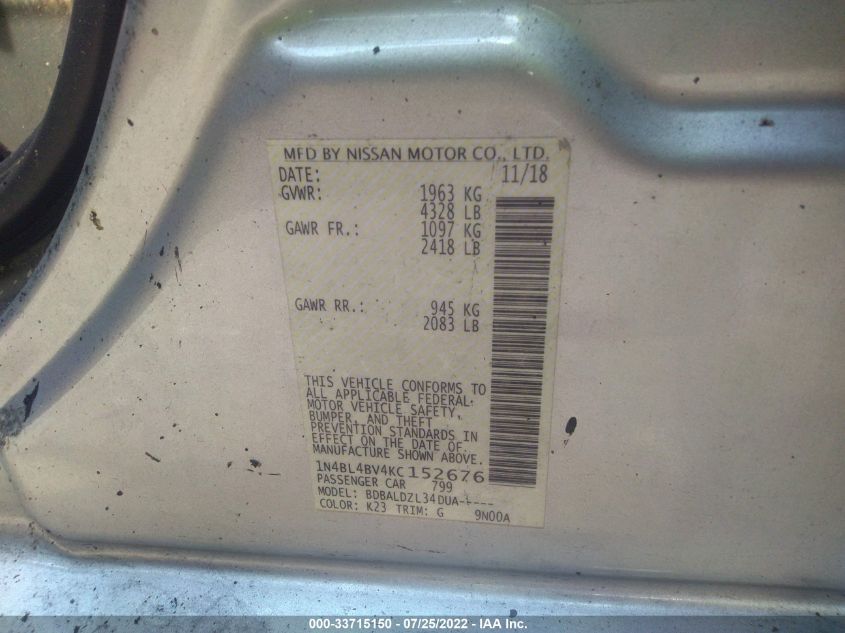 MFD BY NISSAN MOTOR CO., LTD.
DATE: 11/18
GVWR: 1963 KG
4328 LB
GAWR FR.: 1097 KG
2418 LB
GAWR RR.: 945 KG
2083 LB
THIS VEHICLE CONFORMS TO
ALL APPLICABLE FEDERAL
MOTOR VEHICLE SAFETY,
BUMPER, AND THEFT
PREVENTION STANDARDS IN
EFFECT ON THE DATE OF
MANUFACTURE SHOWN ABOVE.
1N4BL4BV4KC152676
PASSENGER CAR 799
MODEL: BDBALDZL34DUA-----
COLOR: K23 TRIM: G 9N00A
000-33715150 - 07/25/2022 - IAA Inc.